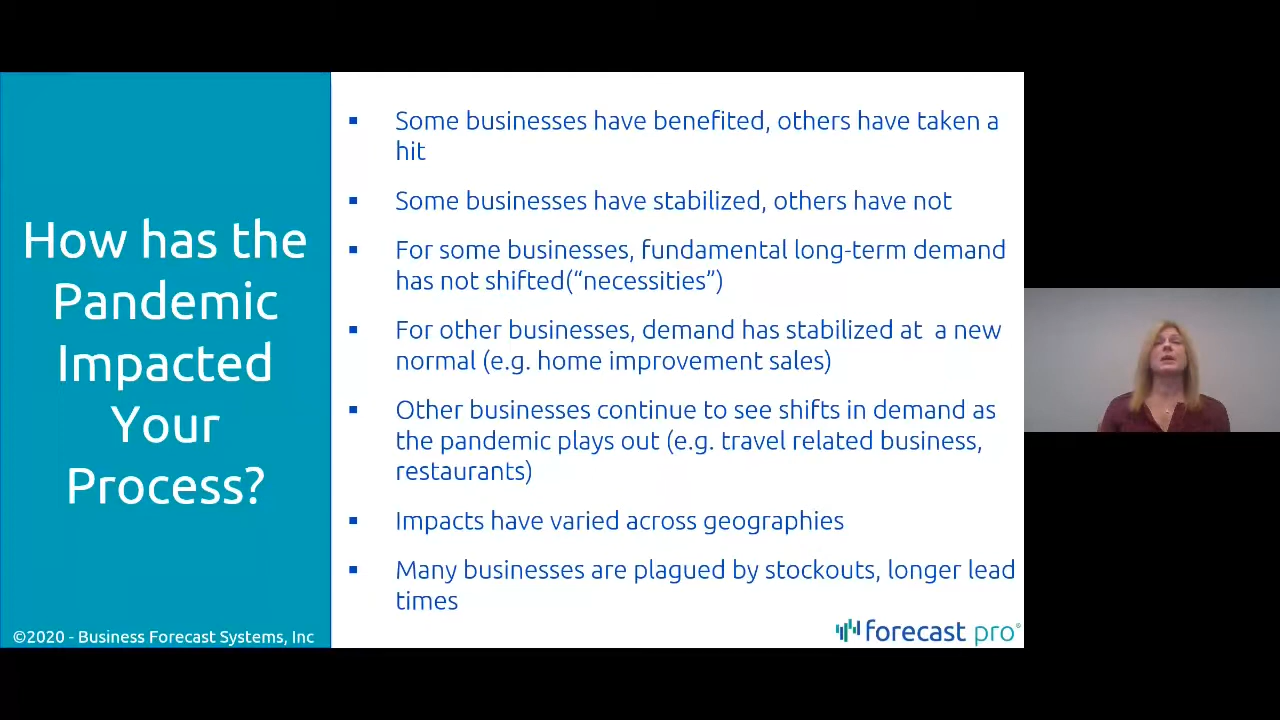 How has the
Pandemic
Impacted
Your
Process?
©2020 - Business Forecast Systems, Inc
▪ Some businesses have benefited, others have taken a
hit
▪ Some businesses have stabilized, others have not
▪ For some businesses, fundamental long-term demand
has not shifted(“necessities”)
▪ For other businesses, demand has stabilized at  a new
normal (e.g. home improvement sales)
▪ Other businesses continue to see shifts in demand as
the pandemic plays out (e.g. travel related business,
restaurants)
▪ Impacts have varied across geographies
▪ Many businesses are plagued by stockouts, longer lead
times
forecast pro®